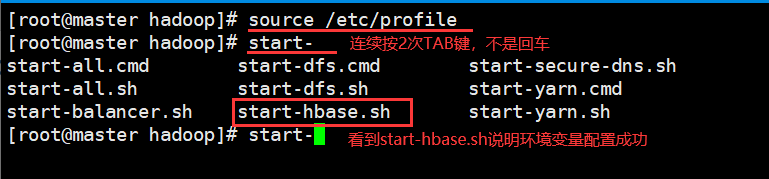 [root@master hadoop]# source /etc/profile
[root@master hadoop]# start- 连续按2次TAB键，不是回车
start-all.cmd start-dfs.cmd start-secure-dns.sh
start-all.sh start-dfs.sh start-yarn.cmd
start-balancer.sh start-hbase.sh start-yarn.sh
[root@master hadoop]# start- 看到start-hbase.sh说明环境变量配置成功